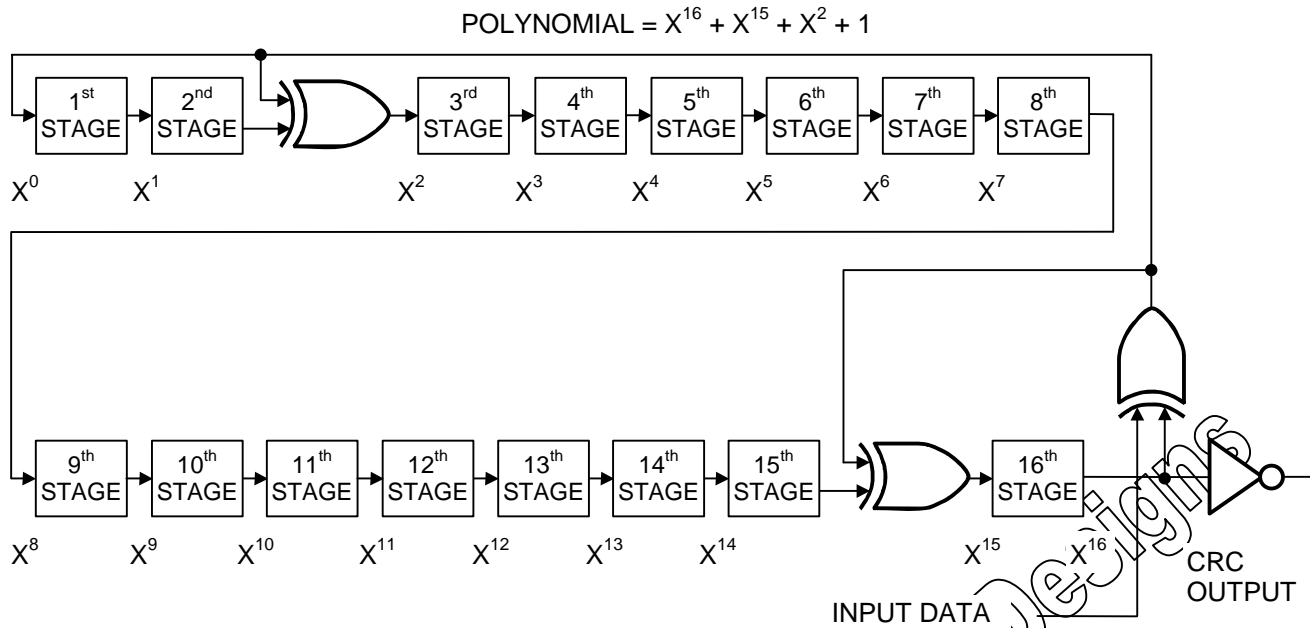 POLYNOMIAL = X¹⁶ + X¹⁵ + X² + 1
1st STAGE
2nd STAGE
3rd STAGE
4th STAGE
5th STAGE
6th STAGE
7th STAGE
8th STAGE
X⁰ X¹ X² X³ X⁴ X⁵ X⁶ X⁷
9th STAGE
10th STAGE
11th STAGE
12th STAGE
13th STAGE
14th STAGE
15th STAGE
16th STAGE
X⁸ X⁹ X¹⁰ X¹¹ X¹² X¹³ X¹⁴ X¹⁵ X¹⁶
CRC
OUTPUT
INPUT DATA
Designs